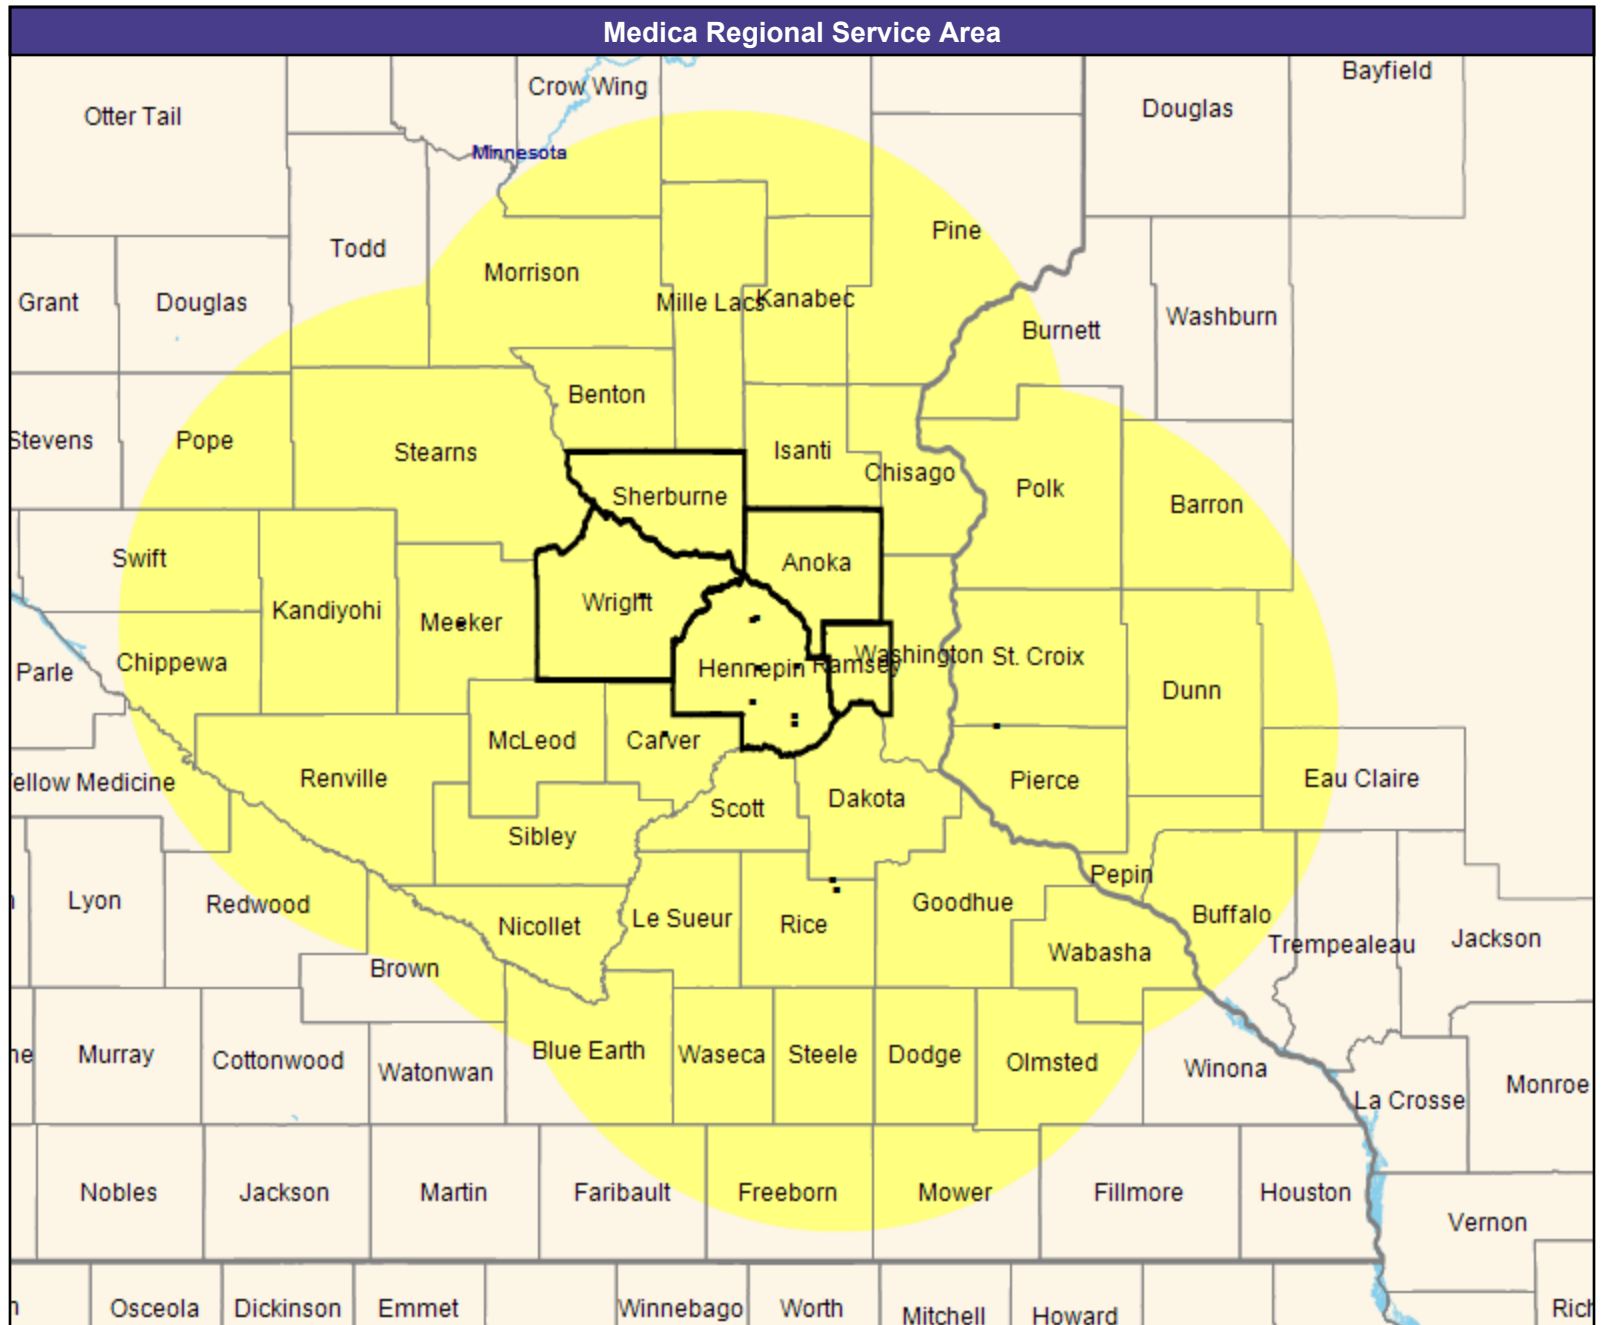 Medica Regional Service Area
Bayfield
Crow Wing
Douglas
Otter Tail
Minnesota
Pine
Todd
Morrison
Grant
Douglas
Mille Lacs
Kanabec
Washburn
Burnett
Benton
Stevens
Pope
Stearns
Isanti
Chisago
Polk
Sherburne
Barron
Swift
Anoka
Kandiyohi
Wright
Meeker
Washington
St. Croix
Parle
Chippewa
Hennepin
Ramsey
Dunn
McLeod
Carver
Renville
Eau Claire
ellow Medicine
Pierce
Scott
Dakota
Sibley
Pepin
Lyon
Redwood
Goodhue
Nicollet
Le Sueur
Rice
Buffalo
Trempealeau
Jackson
Wabasha
Brown
ne
Murray
Cottonwood
Blue Earth
Waseca
Steele
Dodge
Olmsted
Watonwan
Winona
Monroe
La Crosse
Nobles
Jackson
Martin
Faribault
Freeborn
Mower
Fillmore
Houston
Vernon
Osceola
Dickinson
Emmet
Winnebago
Worth
Mitchell
Howard
Rich